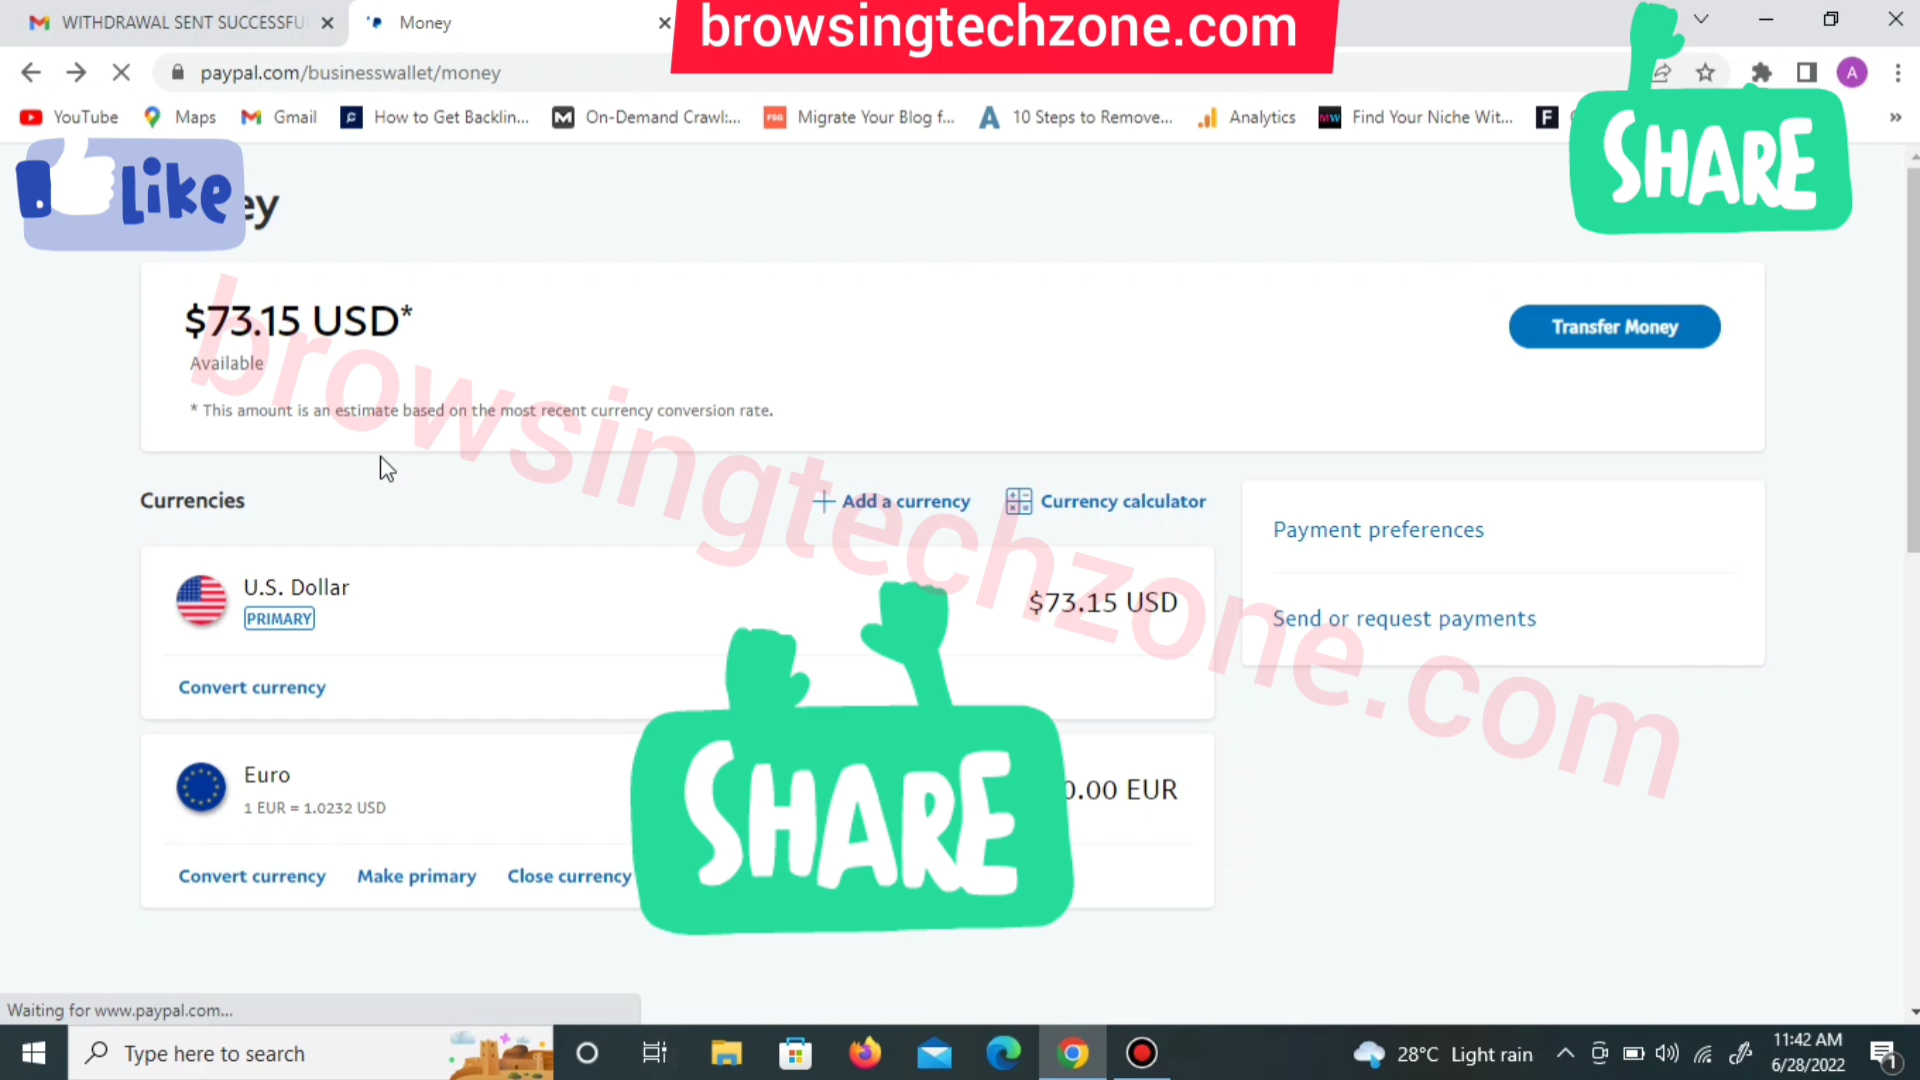 WITHDRAWAL SENT SUCCESSFU
Money
browsingtechzone.com
paypal.com/businesswallet/money
A
YouTube
Maps
Gmail
How to Get Backlin...
On-Demand Crawl:...
FSG
Migrate Your Blog f...
10 Steps to Remove...
Analytics
MW
Find Your Niche Wit...
F
»
Like
ey
SHARE
$73.15 USD*
Available
* This amount is an estimate based on the most recent currency conversion rate.
Transfer Money
browsingtechzone.com
Currencies
Add a currency
Currency calculator
Payment preferences
Send or request payments
U.S. Dollar
PRIMARY
$73.15 USD
Convert currency
Euro
1 EUR = 1.0232 USD
0.00 EUR
Convert currency
Make primary
Close currency
SHARE
Waiting for www.paypal.com...
Type here to search
28°C Light rain
11:42 AM
6/28/2022
1